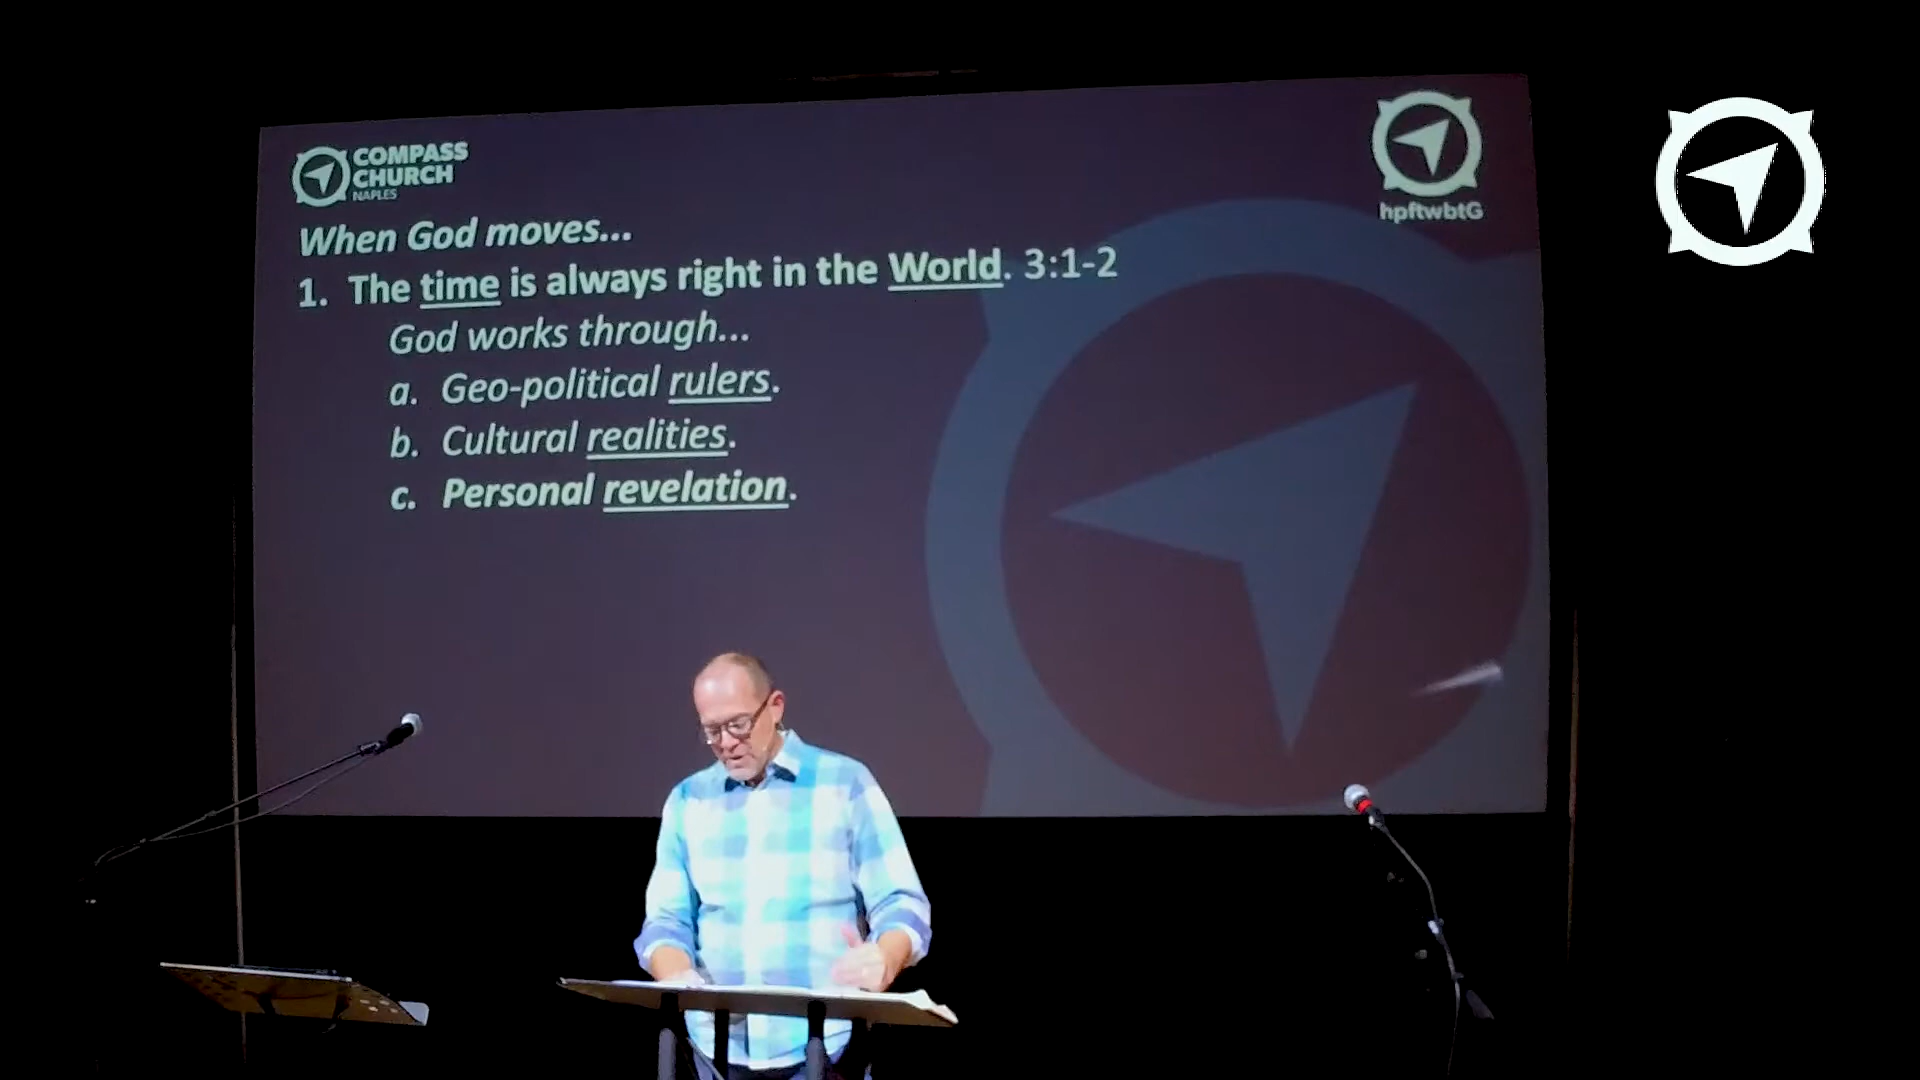 COMPASS
CHURCH
NAPLES
hpftwbtG
When God moves...
1. The time is always right in the World. 3:1-2
God works through...
a. Geo-political rulers.
b. Cultural realities.
c. Personal revelation.